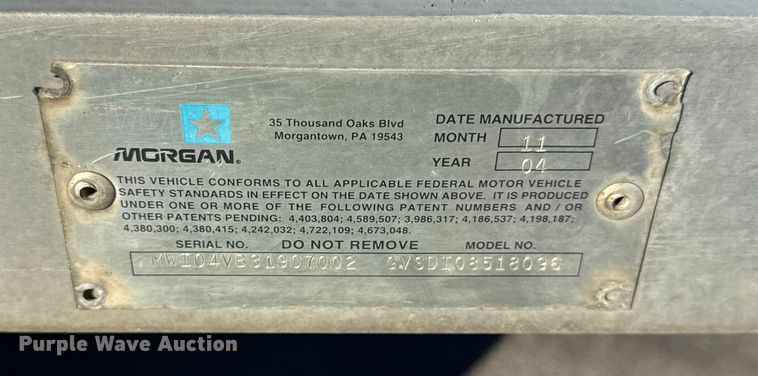 MORGAN®
35 Thousand Oaks Blvd
Morgantown, PA 19543
DATE MANUFACTURED
MONTH 11
YEAR 04
THIS VEHICLE CONFORMS TO ALL APPLICABLE FEDERAL MOTOR VEHICLE
SAFETY STANDARDS IN EFFECT ON THE DATE SHOWN ABOVE. IT IS PRODUCED
UNDER ONE OR MORE OF THE FOLLOWING PATENT NUMBERS AND / OR
OTHER PATENTS PENDING: 4,403,804; 4,589,507; 3,986,317; 4,186,537; 4,198,187;
4,380,300; 4,380,415; 4,242,032; 4,722,109; 4,673,048.
SERIAL NO. DO NOT REMOVE MODEL NO.
MWI04VB31907002 GVSDI08518096
Purple Wave Auction